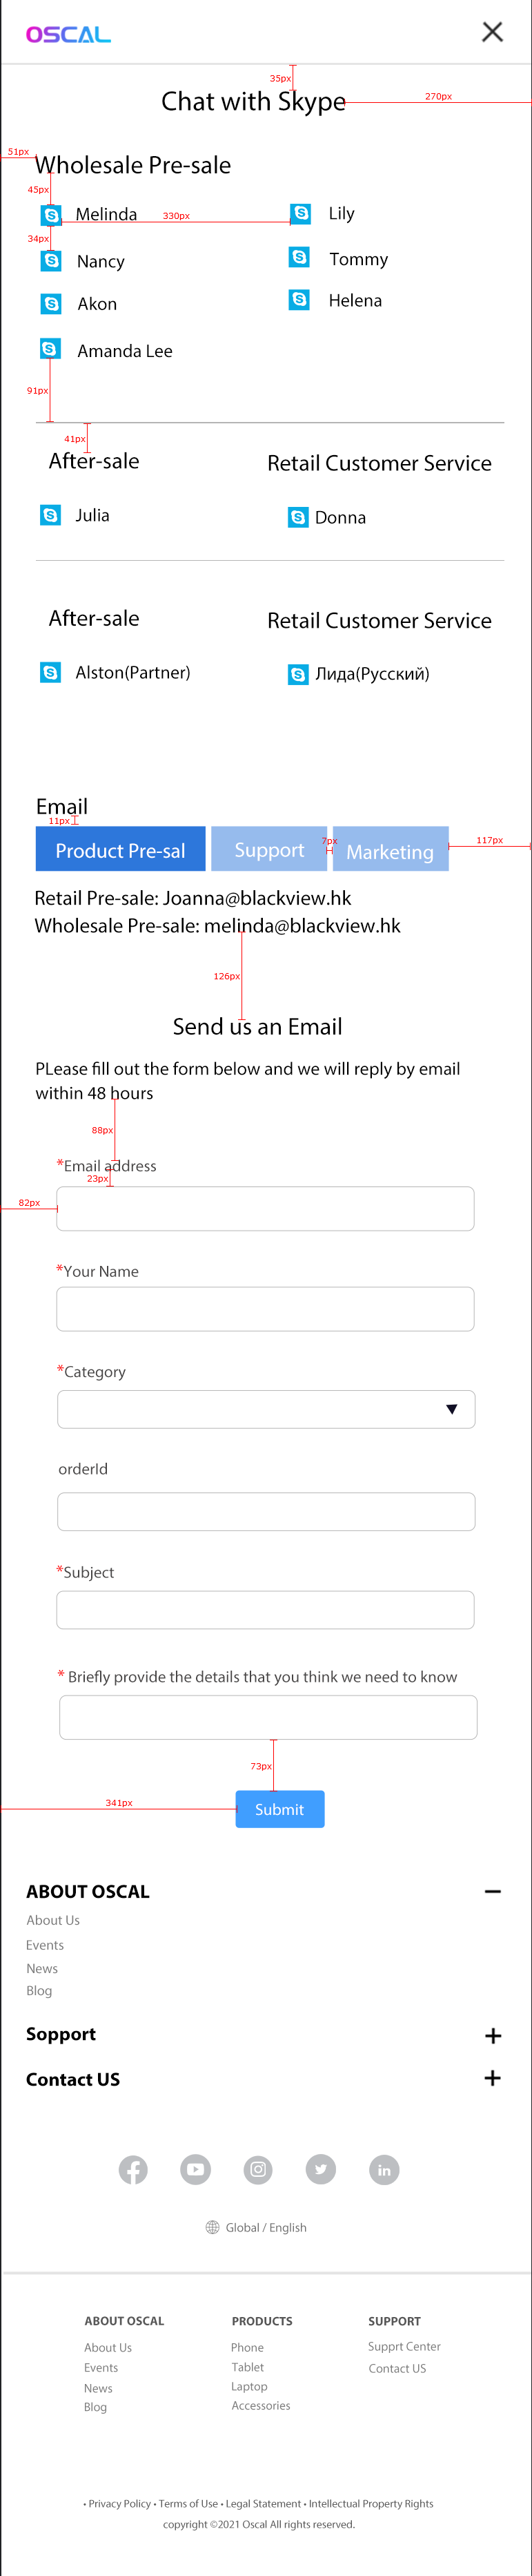 OSCAL
35px
Chat with Skype
270px
51px
Wholesale Pre-sale
45px
Melinda
330px
Lily
34px
Nancy
Tommy
Akon
Helena
Amanda Lee
91px
41px
After-sale
Retail Customer Service
Julia
Donna
After-sale
Retail Customer Service
Alston(Partner)
Лида(Русский)
Email
11px
Product Pre-sal
Support
7px
Marketing
117px
Retail Pre-sale: Joanna@blackview.hk
Wholesale Pre-sale: melinda@blackview.hk
126px
Send us an Email
PLease fill out the form below and we will reply by email
within 48 hours
88px
*Email address
23px
82px
*Your Name
*Category
orderId
*Subject
* Briefly provide the details that you think we need to know
73px
341px
Submit
ABOUT OSCAL
About Us
Events
News
Blog
Sopport
Contact US
Global / English
ABOUT OSCAL
PRODUCTS
SUPPORT
About Us
Phone
Supprt Center
Events
Tablet
Contact US
News
Laptop
Blog
Accessories
• Privacy Policy • Terms of Use • Legal Statement • Intellectual Property Rights
copyright ©2021 Oscal All rights reserved.